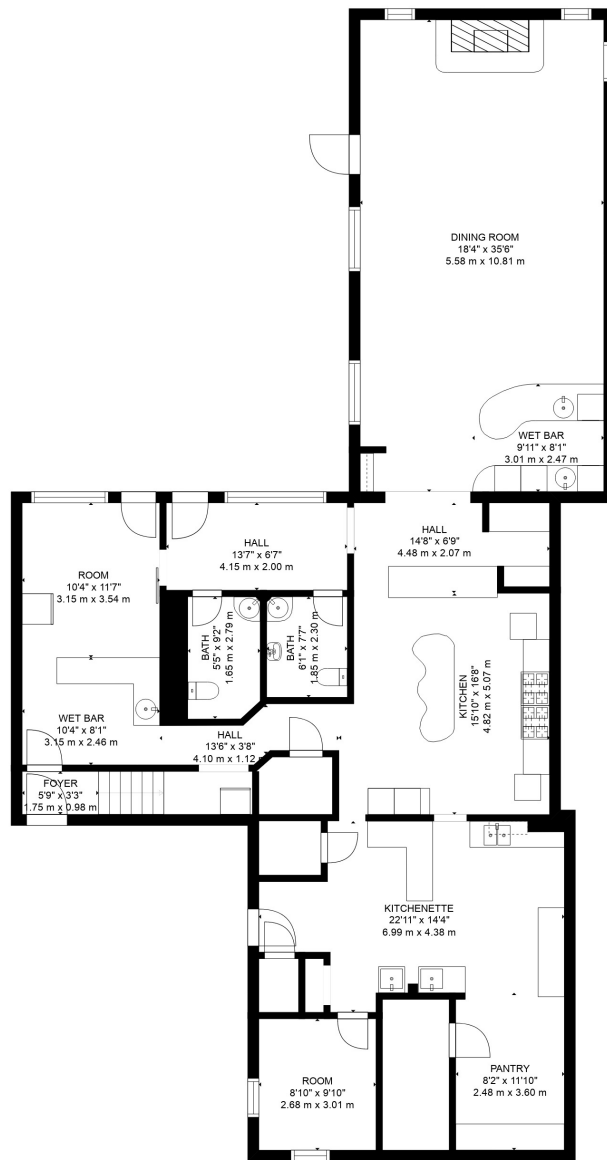 DINING ROOM
18'4" x 35'6"
5.58 m x 10.81 m
WET BAR
9'11" x 8'1"
3.01 m x 2.47 m
HALL
14'8" x 6'9"
4.48 m x 2.07 m
HALL
13'7" x 6'7"
4.15 m x 2.00 m
ROOM
10'4" x 11'7"
3.15 m x 3.54 m
BATH
5'5" x 9'2"
1.65 m x 2.79 m
BATH
6'1" x 7'7"
1.85 m x 2.30 m
KITCHEN
15'10" x 16'8"
4.82 m x 5.07 m
WET BAR
10'4" x 8'1"
3.15 m x 2.46 m
HALL
13'6" x 3'8"
4.10 m x 1.12 m
FOYER
5'9" x 3'3"
1.75 m x 0.98 m
KITCHENETTE
22'11" x 14'4"
6.99 m x 4.38 m
ROOM
8'10" x 9'10"
2.68 m x 3.01 m
PANTRY
8'2" x 11'10"
2.48 m x 3.60 m